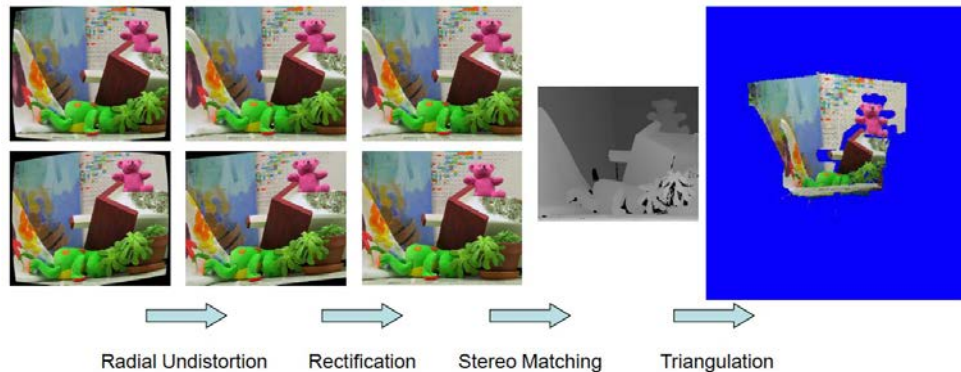 Radial Undistortion
Rectification
Stereo Matching
Triangulation